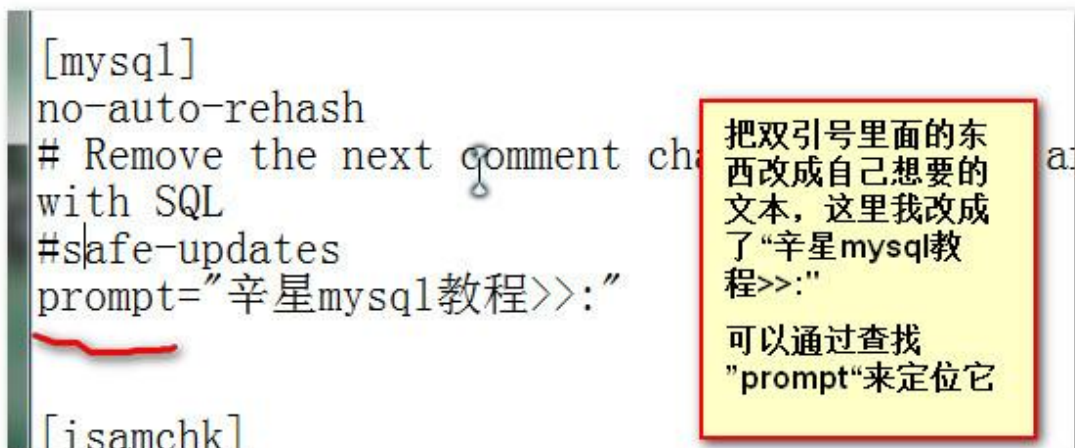 [mysql]
no-auto-rehash
# Remove the next comment
with SQL
#safe-updates
prompt="辛星mysql教程>>:"
[isamchk]
把双引号里面的东
西改成自己想要的
文本，这里我改成
了“辛星mysql教
程>>:"
可以通过查找
”prompt“来定位它